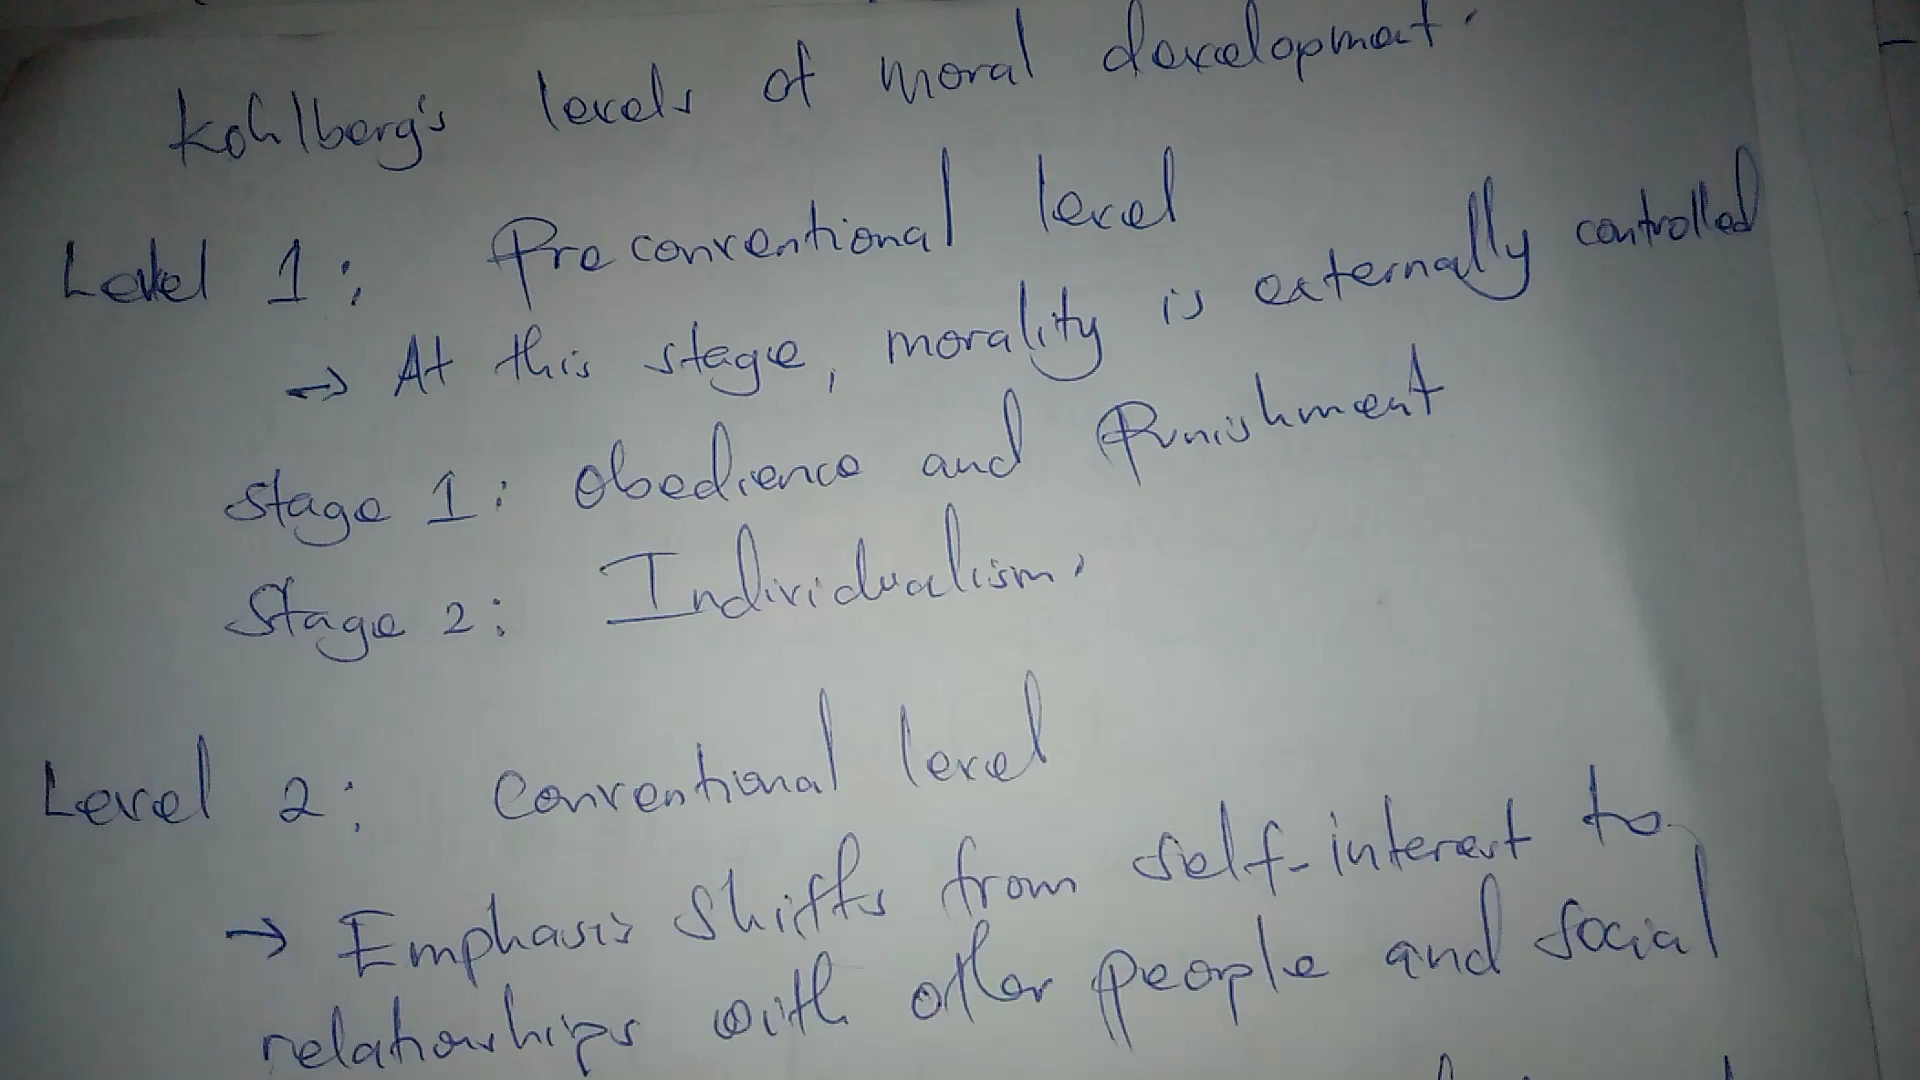 Kohlberg's levels of moral development.
Level 1: Preconventional level
→ At this stage, morality is externally controlled
Stage 1: Obedience and Punishment
Stage 2: Individualism.
Level 2: Conventional level
→ Emphasis shifts from self-interest to
relationships with other people and social